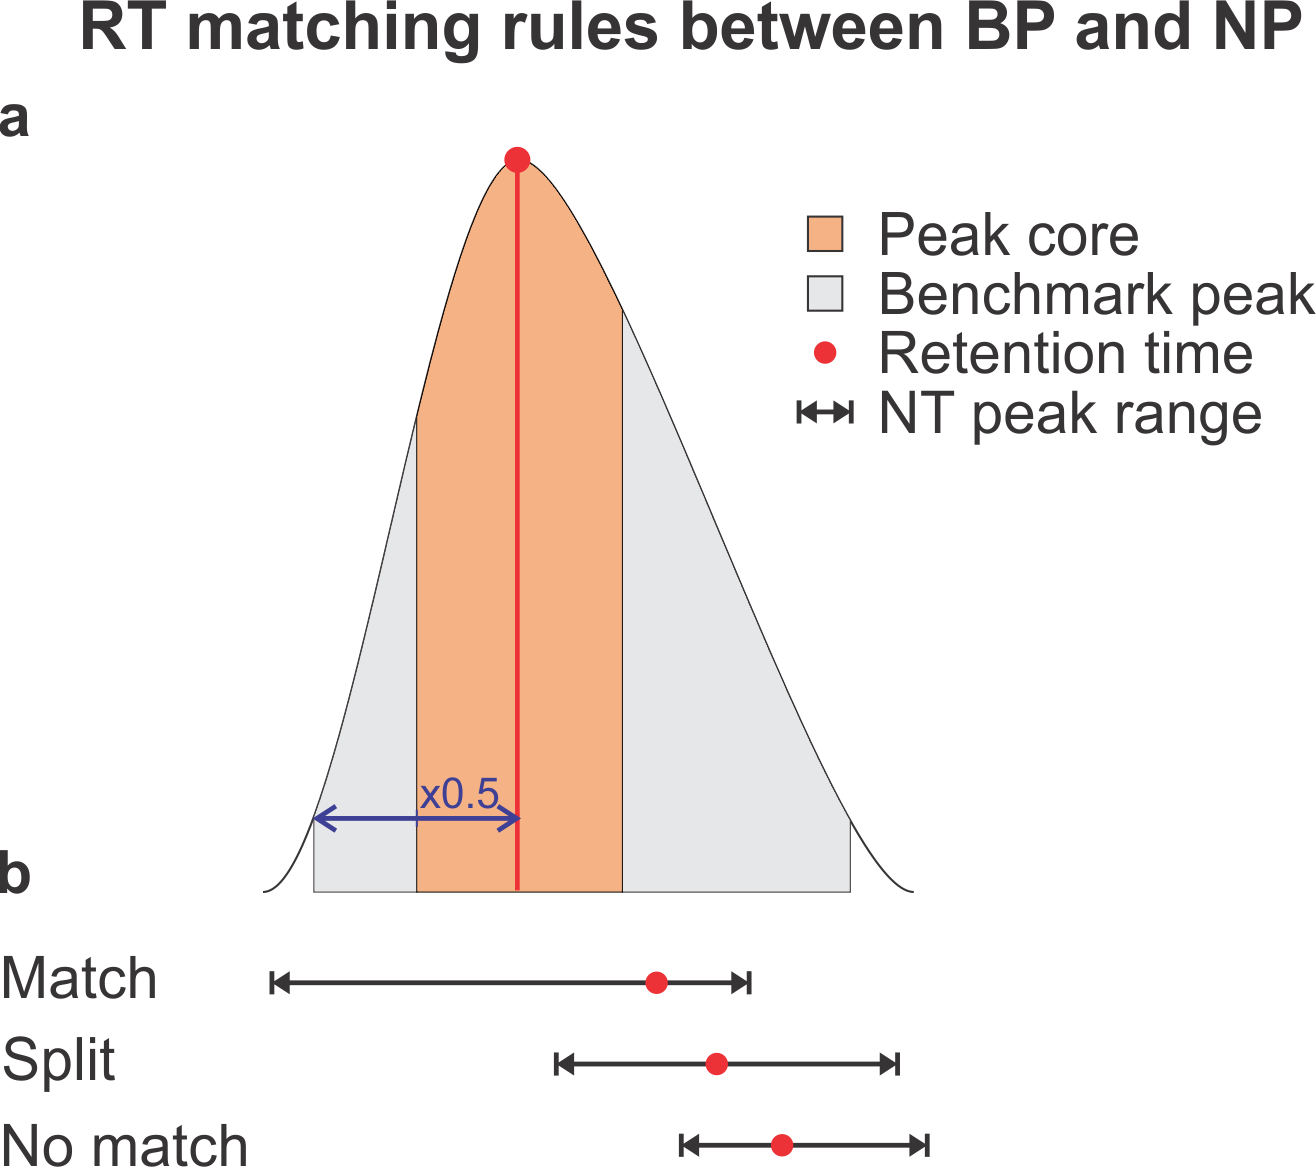 RT matching rules between BP and NP
a
Peak core
Benchmark peak
Retention time
NT peak range
x0.5
b
Match
Split
No match